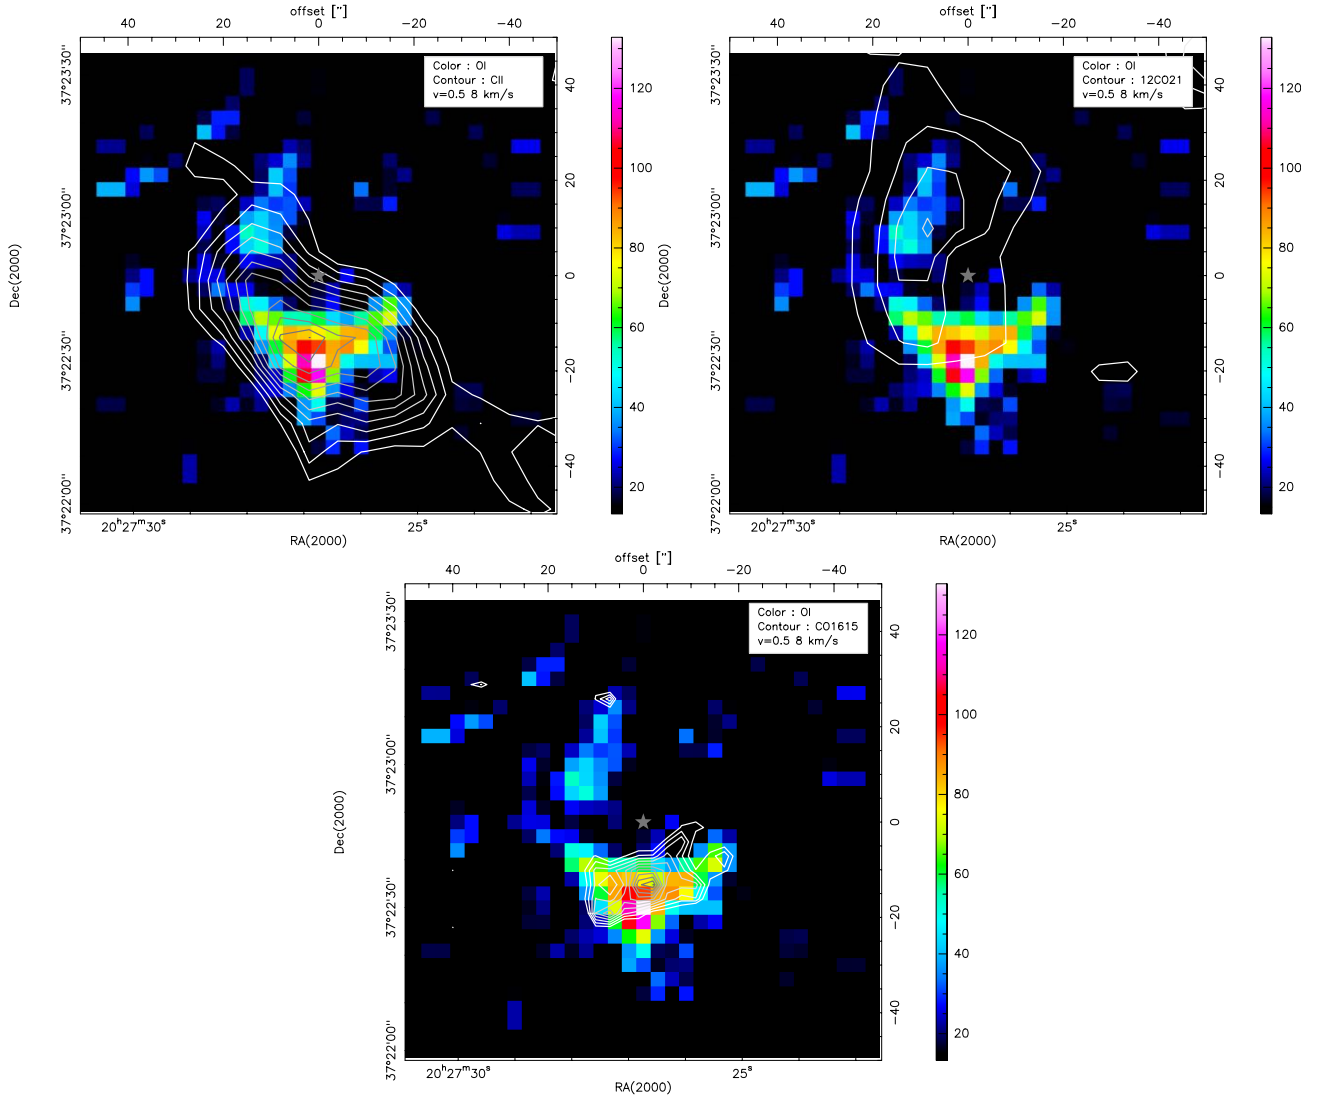 offset ["]
40 20 0 −20 −40
Color : OI
Contour : CII
v=0.5 8 km/s
37°23'30"
37°23'00"
37°22'30"
37°22'00"
Dec(2000)
40
20
0
−20
−40
120
100
80
60
40
20
20h27m30s 25s
RA(2000)
offset ["]
40 20 0 −20 −40
Color : OI
Contour : 12CO21
v=0.5 8 km/s
37°23'30"
37°23'00"
37°22'30"
37°22'00"
Dec(2000)
40
20
0
−20
−40
120
100
80
60
40
20
20h27m30s 25s
RA(2000)
offset ["]
40 20 0 −20 −40
Color : OI
Contour : CO1615
v=0.5 8 km/s
37°23'30"
37°23'00"
37°22'30"
37°22'00"
Dec(2000)
40
20
0
−20
−40
120
100
80
60
40
20
20h27m30s 25s
RA(2000)